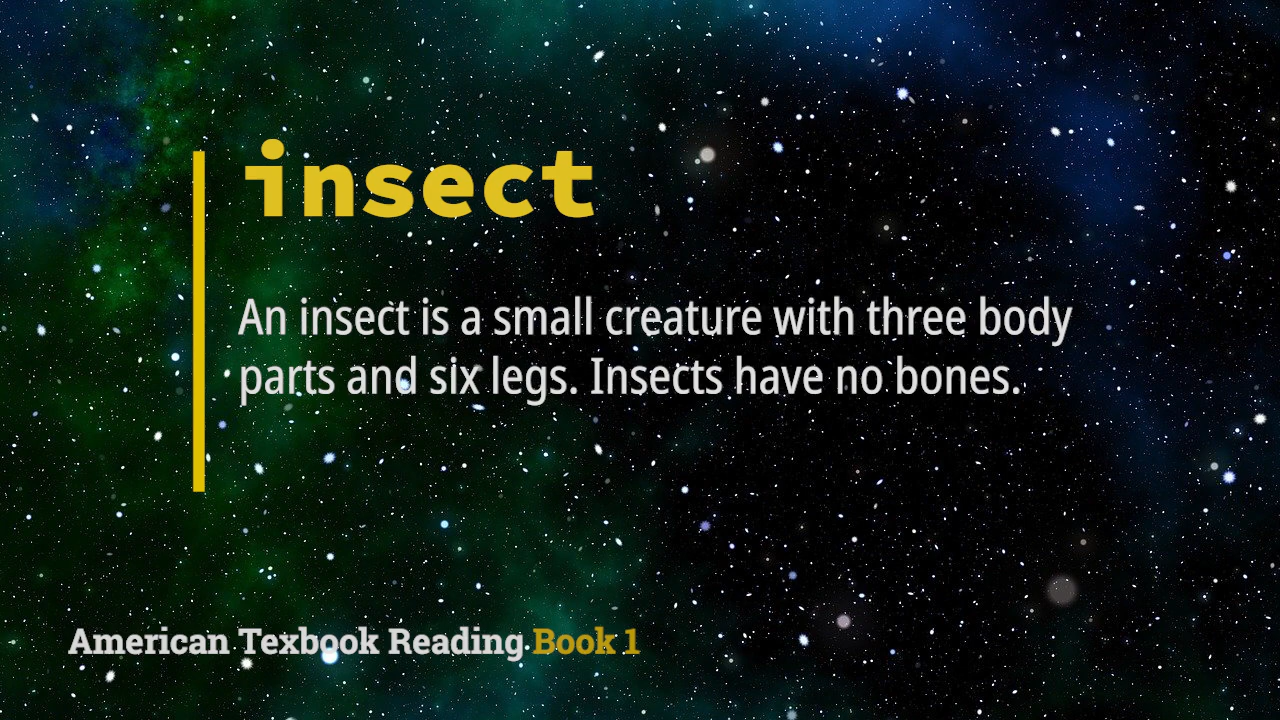 insect
An insect is a small creature with three body
parts and six legs. Insects have no bones.
American Texbook Reading Book 1